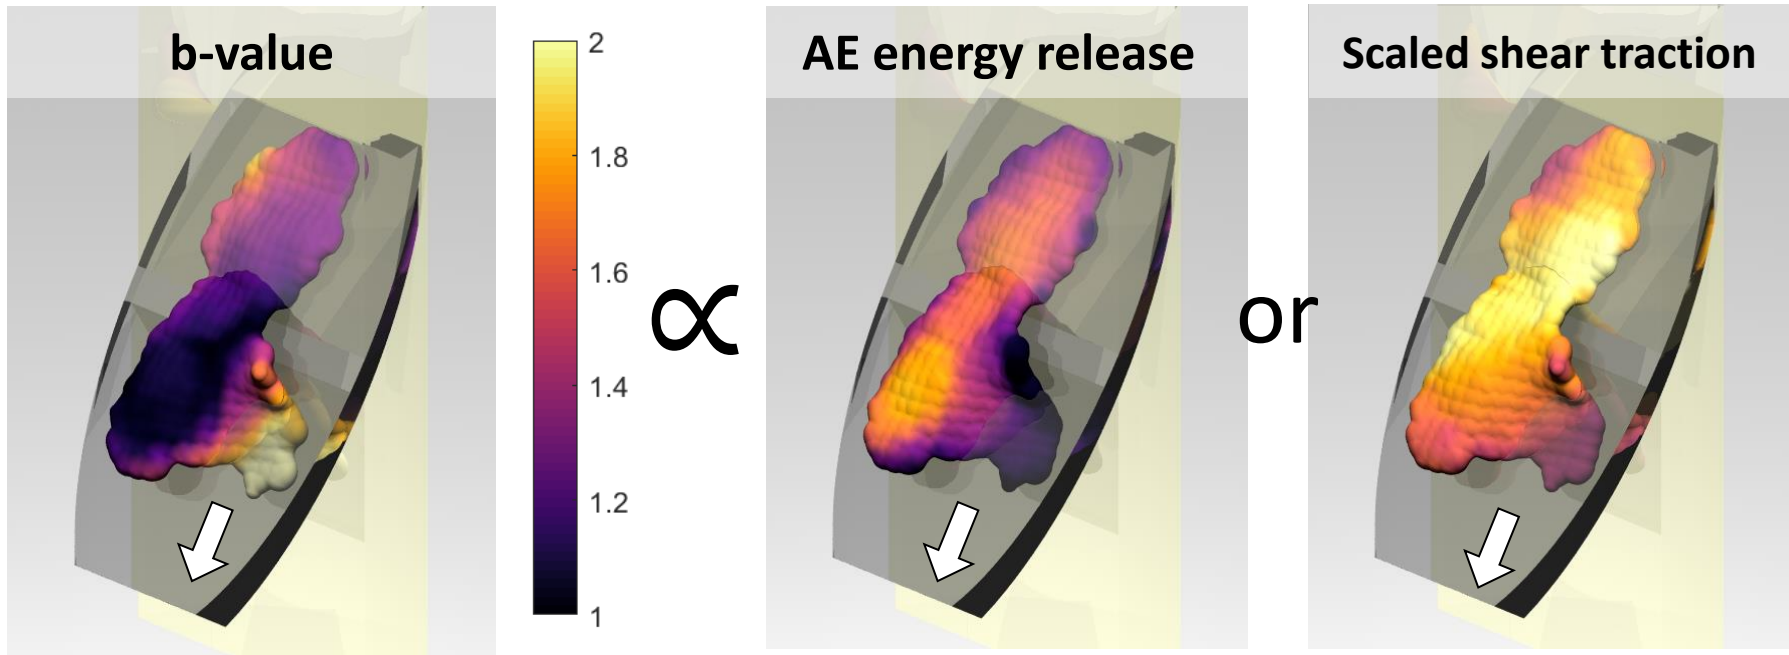 b-value
2
1.8
1.6
1.4
1.2
1
∝
AE energy release
or
Scaled shear traction